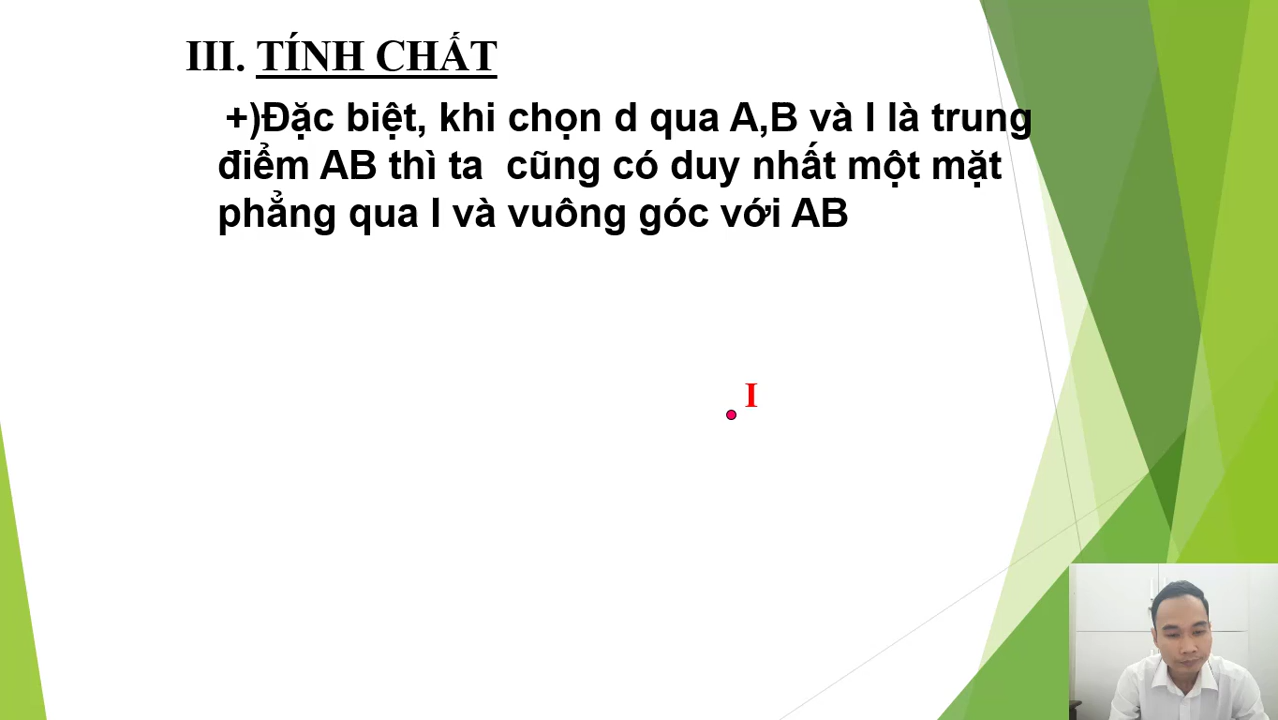 III. TÍNH CHẤT
+)Đặc biệt, khi chọn d qua A,B và I là trung
điểm AB thì ta cũng có duy nhất một mặt
phẳng qua I và vuông góc với AB
I